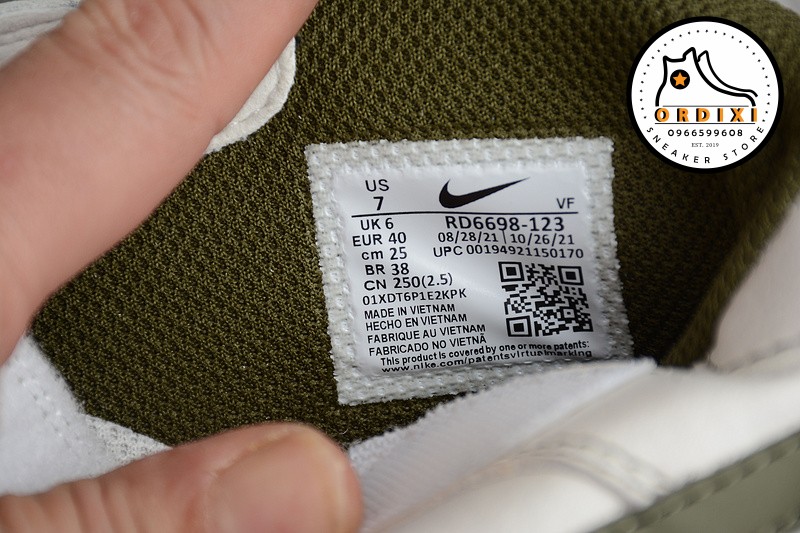 US
7
VF
UK 6
RD6698-123
EUR 40
08/28/21 | 10/26/21
cm 25
UPC 00194921150170
BR 38
CN 250(2.5)
01XDT6P1E2KPK
MADE IN VIETNAM
HECHO EN VIETNAM
FABRIQUE AU VIETNAM
FABRICADO NO VIETNÃ
This product is covered by one or more patents:
www.nike.com/patentsvirtualmarking
ORDIXI
0966599608
EST. 2019
SNEAKER STORE